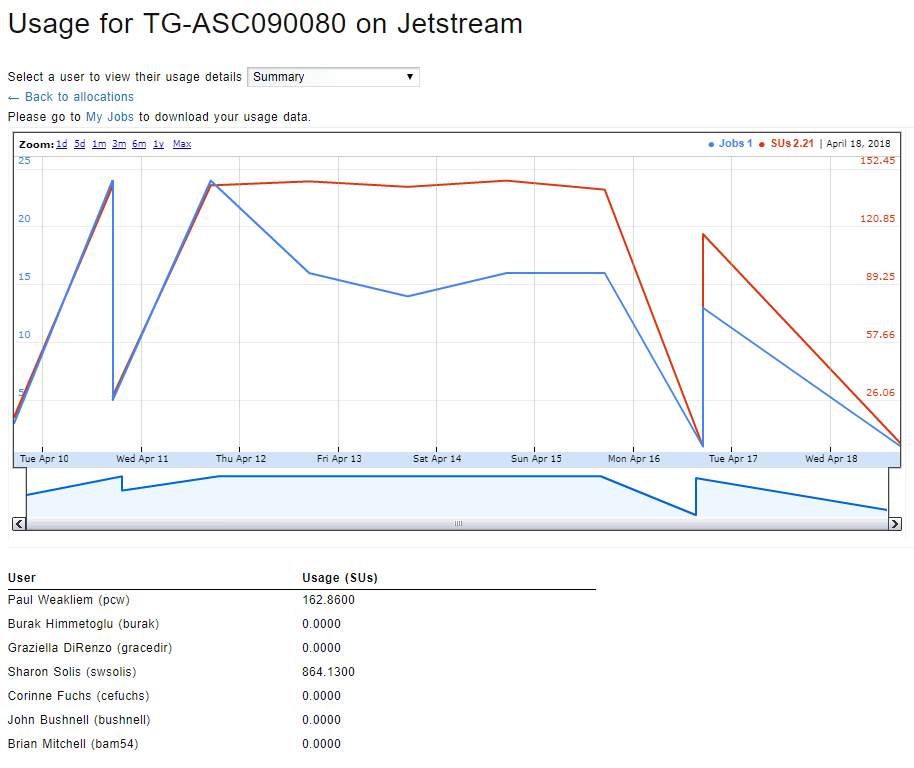 Usage for TG-ASC090080 on Jetstream
Select a user to view their usage details Summary
← Back to allocations
Please go to My Jobs to download your usage data.
Zoom: 1d 5d 1m 3m 6m 1y Max
Jobs 1 SUs 2.21 | April 18, 2018
25 152.45
20 120.85
15 89.25
10 57.66
5 26.06
Tue Apr 10 Wed Apr 11 Thu Apr 12 Fri Apr 13 Sat Apr 14 Sun Apr 15 Mon Apr 16 Tue Apr 17 Wed Apr 18
User Usage (SUs)
Paul Weakliem (pcw) 162.8600
Burak Himmetoglu (burak) 0.0000
Graziella DiRenzo (gracedir) 0.0000
Sharon Solis (swsolis) 864.1300
Corinne Fuchs (cefuchs) 0.0000
John Bushnell (bushnell) 0.0000
Brian Mitchell (bam54) 0.0000